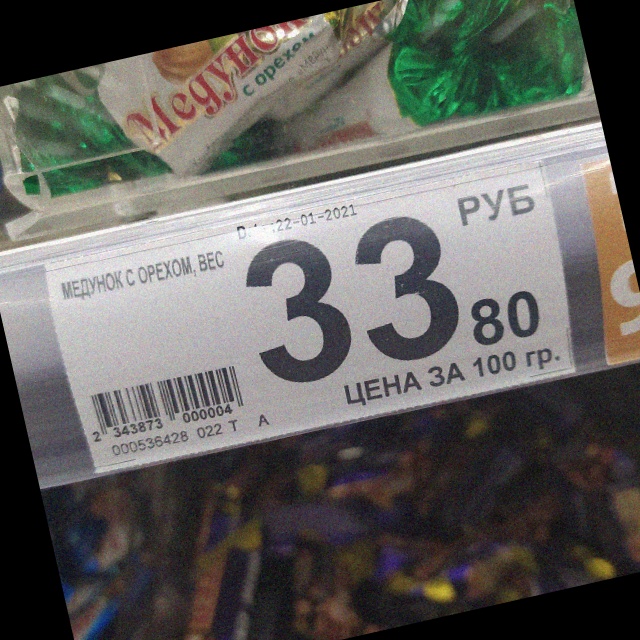 Медунок
с орехом
22-01-2021
РУБ
МЕДУНОК С ОРЕХОМ, ВЕС
33 80
ЦЕНА ЗА 100 гр.
2 343873 000004
000536428 022 Т А